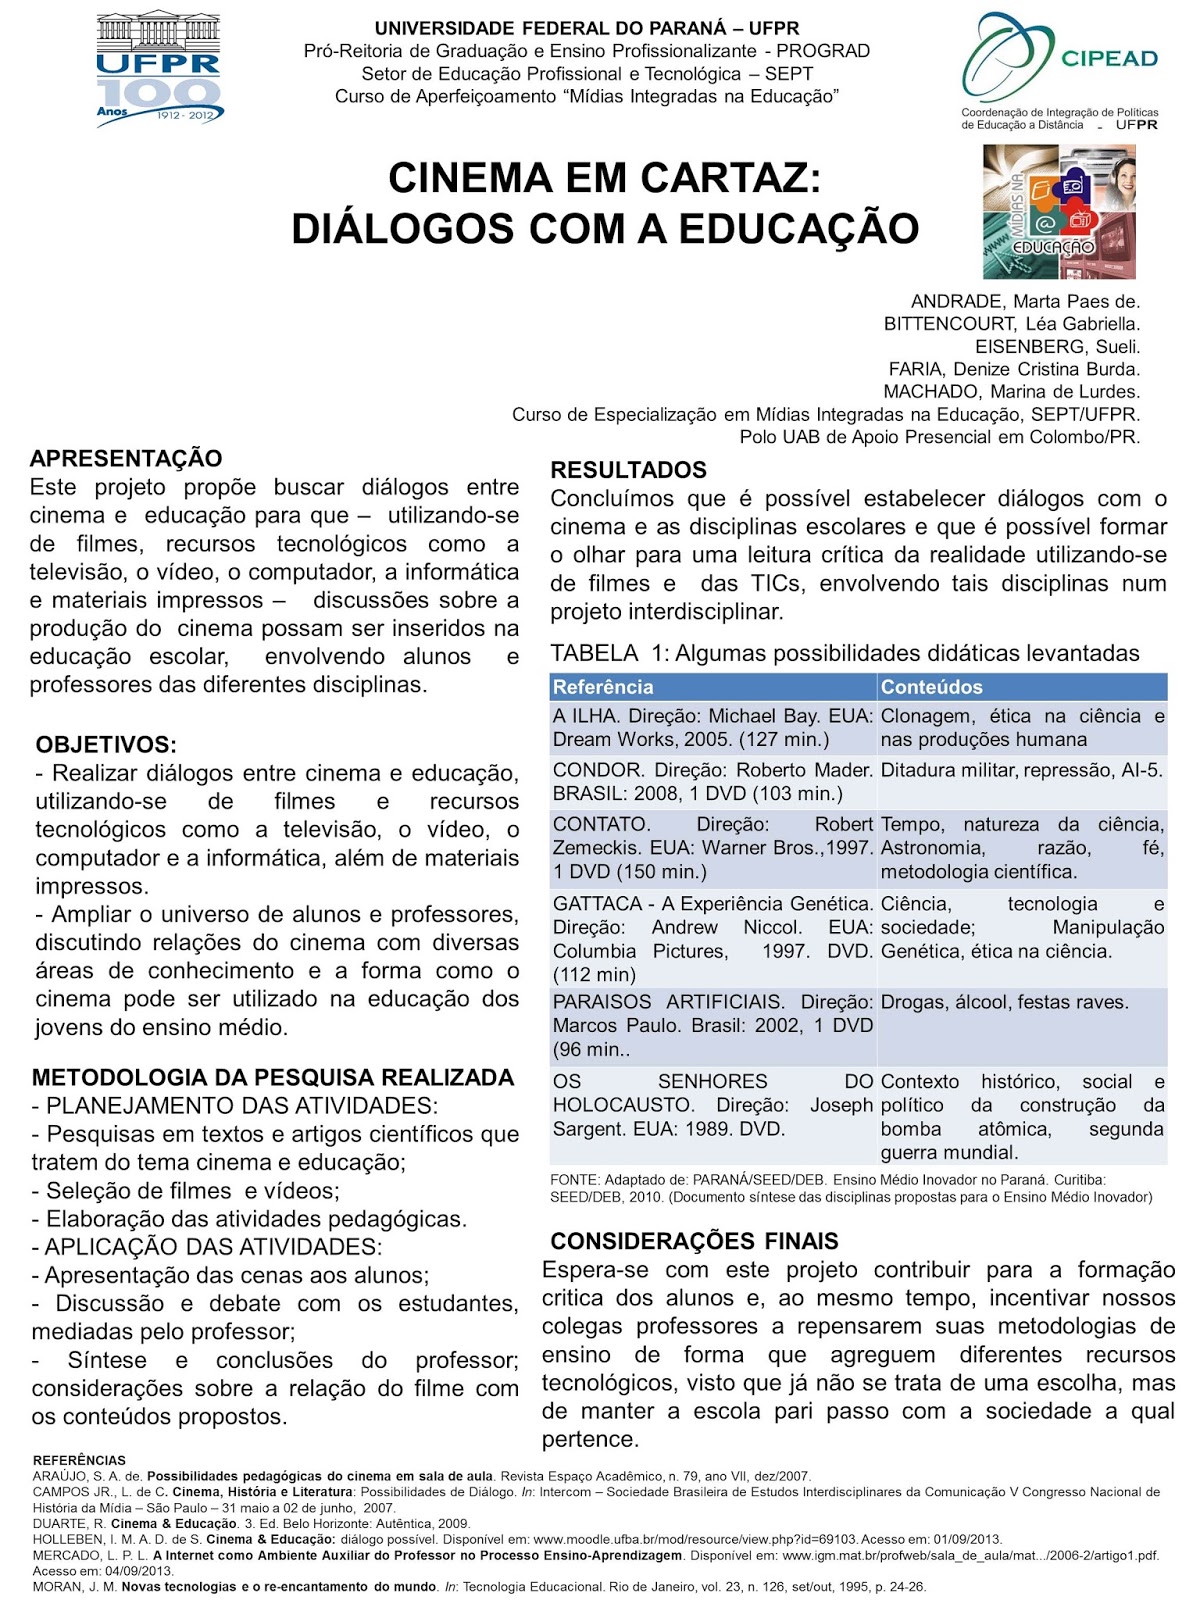 UFPR
100
Anos
1912 - 2012
UNIVERSIDADE FEDERAL DO PARANÁ – UFPR
Pró-Reitoria de Graduação e Ensino Profissionalizante - PROGRAD
Setor de Educação Profissional e Tecnológica – SEPT
Curso de Aperfeiçoamento “Mídias Integradas na Educação”
CIPEAD
Coordenação de Integração de Políticas
de Educação a Distância - UFPR
CINEMA EM CARTAZ:
DIÁLOGOS COM A EDUCAÇÃO
MÍDIAS NA
EDUCAÇÃO
ANDRADE, Marta Paes de.
BITTENCOURT, Léa Gabriella.
EISENBERG, Sueli.
FARIA, Denize Cristina Burda.
MACHADO, Marina de Lurdes.
Curso de Especialização em Mídias Integradas na Educação, SEPT/UFPR.
Polo UAB de Apoio Presencial em Colombo/PR.
APRESENTAÇÃO
Este projeto propõe buscar diálogos entre
cinema e educação para que – utilizando-se
de filmes, recursos tecnológicos como a
televisão, o vídeo, o computador, a informática
e materiais impressos – discussões sobre a
produção do cinema possam ser inseridos na
educação escolar, envolvendo alunos e
professores das diferentes disciplinas.
OBJETIVOS:
- Realizar diálogos entre cinema e educação,
utilizando-se de filmes e recursos
tecnológicos como a televisão, o vídeo, o
computador e a informática, além de materiais
impressos.
- Ampliar o universo de alunos e professores,
discutindo relações do cinema com diversas
áreas de conhecimento e a forma como o
cinema pode ser utilizado na educação dos
jovens do ensino médio.
METODOLOGIA DA PESQUISA REALIZADA
- PLANEJAMENTO DAS ATIVIDADES:
- Pesquisas em textos e artigos científicos que
tratem do tema cinema e educação;
- Seleção de filmes e vídeos;
- Elaboração das atividades pedagógicas.
- APLICAÇÃO DAS ATIVIDADES:
- Apresentação das cenas aos alunos;
- Discussão e debate com os estudantes,
mediadas pelo professor;
- Síntese e conclusões do professor;
considerações sobre a relação do filme com
os conteúdos propostos.
RESULTADOS
Concluímos que é possível estabelecer diálogos com o
cinema e as disciplinas escolares e que é possível formar
o olhar para uma leitura crítica da realidade utilizando-se
de filmes e das TICs, envolvendo tais disciplinas num
projeto interdisciplinar.
TABELA 1: Algumas possibilidades didáticas levantadas
Referência Conteúdos
A ILHA. Direção: Michael Bay. EUA: Clonagem, ética na ciência e
Dream Works, 2005. (127 min.) nas produções humana
CONDOR. Direção: Roberto Mader. Ditadura militar, repressão, AI-5.
BRASIL: 2008, 1 DVD (103 min.)
CONTATO. Direção: Robert Tempo, natureza da ciência,
Zemeckis. EUA: Warner Bros.,1997. Astronomia, razão, fé,
1 DVD (150 min.) metodologia científica.
GATTACA - A Experiência Genética. Ciência, tecnologia e
Direção: Andrew Niccol. EUA: sociedade; Manipulação
Columbia Pictures, 1997. DVD. Genética, ética na ciência.
(112 min)
PARAISOS ARTIFICIAIS. Direção: Drogas, álcool, festas raves.
Marcos Paulo. Brasil: 2002, 1 DVD
(96 min..
OS SENHORES DO Contexto histórico, social e
HOLOCAUSTO. Direção: Joseph político da construção da
Sargent. EUA: 1989. DVD. bomba atômica, segunda
guerra mundial.
FONTE: Adaptado de: PARANÁ/SEED/DEB. Ensino Médio Inovador no Paraná. Curitiba:
SEED/DEB, 2010. (Documento síntese das disciplinas propostas para o Ensino Médio Inovador)
CONSIDERAÇÕES FINAIS
Espera-se com este projeto contribuir para a formação
critica dos alunos e, ao mesmo tempo, incentivar nossos
colegas professores a repensarem suas metodologias de
ensino de forma que agreguem diferentes recursos
tecnológicos, visto que já não se trata de uma escolha, mas
de manter a escola pari passo com a sociedade a qual
pertence.
REFERÊNCIAS
ARAÚJO, S. A. de. Possibilidades pedagógicas do cinema em sala de aula. Revista Espaço Acadêmico, n. 79, ano VII, dez/2007.
CAMPOS JR., L. de C. Cinema, História e Literatura: Possibilidades de Diálogo. In: Intercom – Sociedade Brasileira de Estudos Interdisciplinares da Comunicação V Congresso Nacional de
História da Mídia – São Paulo – 31 maio a 02 de junho, 2007.
DUARTE, R. Cinema & Educação. 3. Ed. Belo Horizonte: Autêntica, 2009.
HOLLEBEN, I. M. A. D. de S. Cinema & Educação: diálogo possível. Disponível em: www.moodle.ufba.br/mod/resource/view.php?id=69103. Acesso em: 01/09/2013.
MERCADO, L. P. L. A Internet como Ambiente Auxiliar do Professor no Processo Ensino-Aprendizagem. Disponível em: www.igm.mat.br/profweb/sala_de_aula/mat.../2006-2/artigo1.pdf.
Acesso em: 04/09/2013.
MORAN, J. M. Novas tecnologias e o re-encantamento do mundo. In: Tecnologia Educacional. Rio de Janeiro, vol. 23, n. 126, set/out, 1995, p. 24-26.